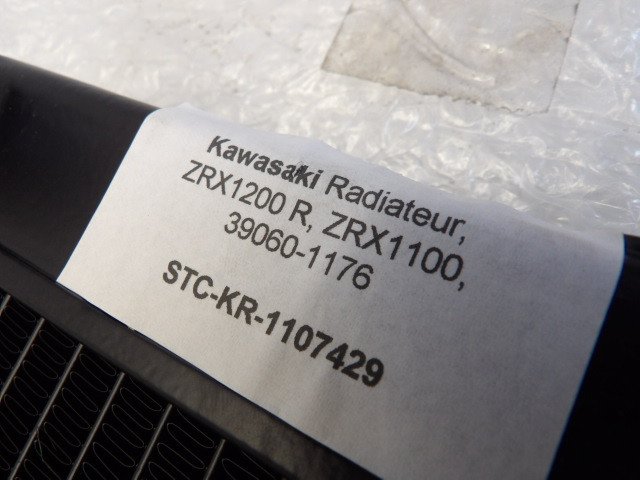 Kawasaki Radiateur,
ZRX1200 R, ZRX1100,
39060-1176
STC-KR-1107429